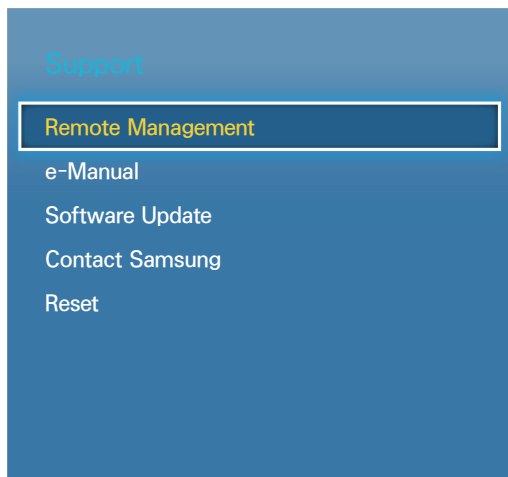 Support
Remote Management
e-Manual
Software Update
Contact Samsung
Reset